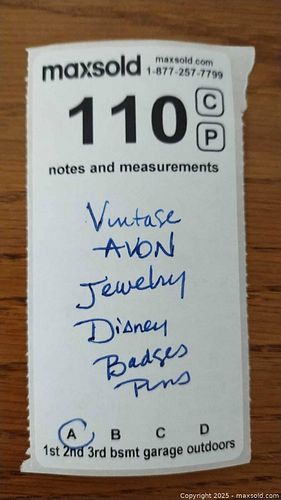 maxsold
maxsold.com
1-877-257-7799
110
C
P
notes and measurements
Vintage
AVON
Jewelry
Disney
Badges
Pins
A B C D
1st 2nd 3rd bsmt garage outdoors
Copyright 2025 - maxsold.com